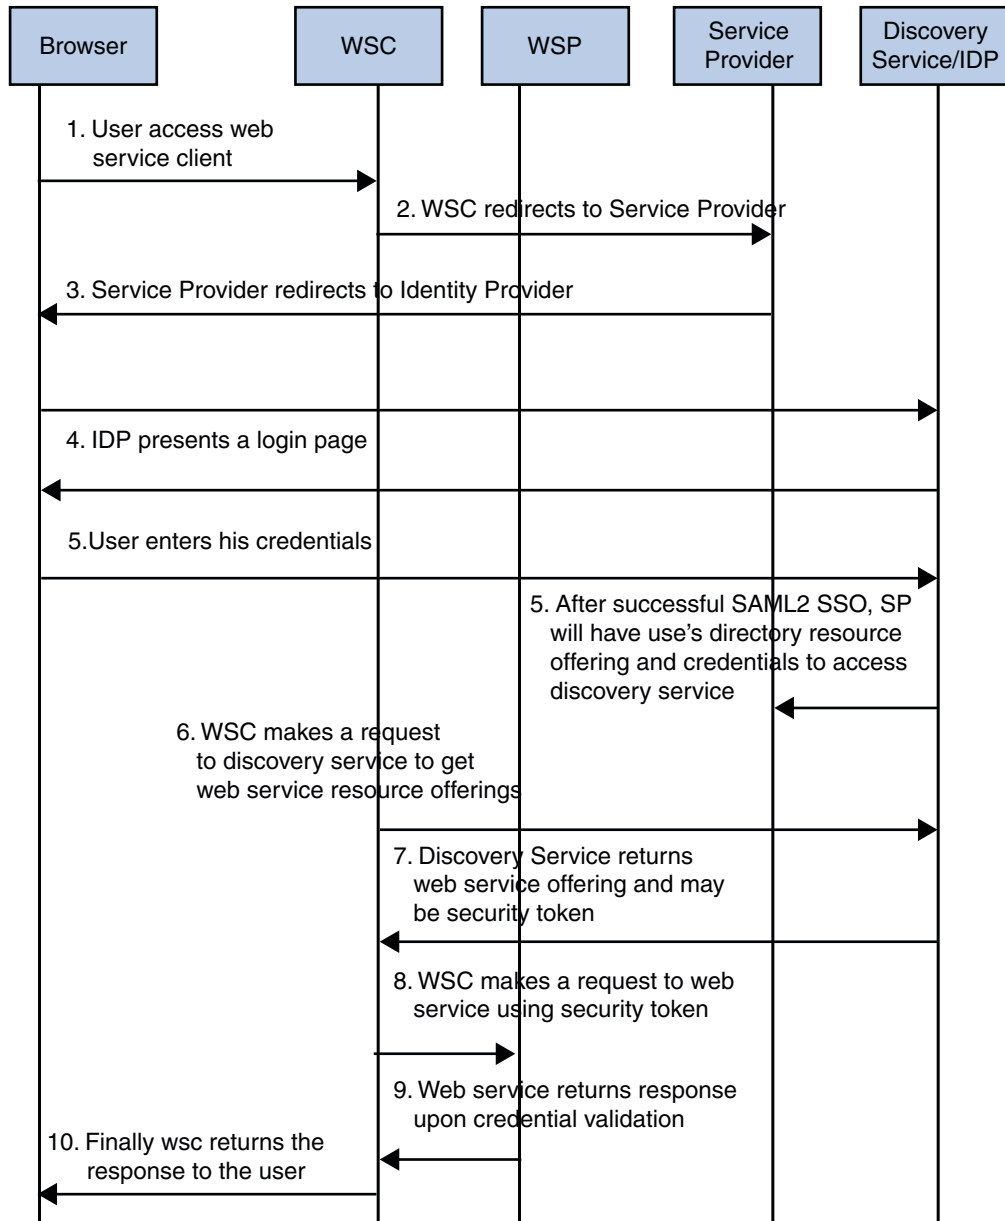 Browser
WSC
WSP
Service
Provider
Discovery
Service/IDP
1. User access web
service client
2. WSC redirects to Service Provider
3. Service Provider redirects to Identity Provider
4. IDP presents a login page
5.User enters his credentials
5. After successful SAML2 SSO, SP
will have use's directory resource
offering and credentials to access
discovery service
6. WSC makes a request
to discovery service to get
web service resource offerings
7. Discovery Service returns
web service offering and may
be security token
8. WSC makes a request to web
service using security token
9. Web service returns response
upon credential validation
10. Finally wsc returns the
response to the user